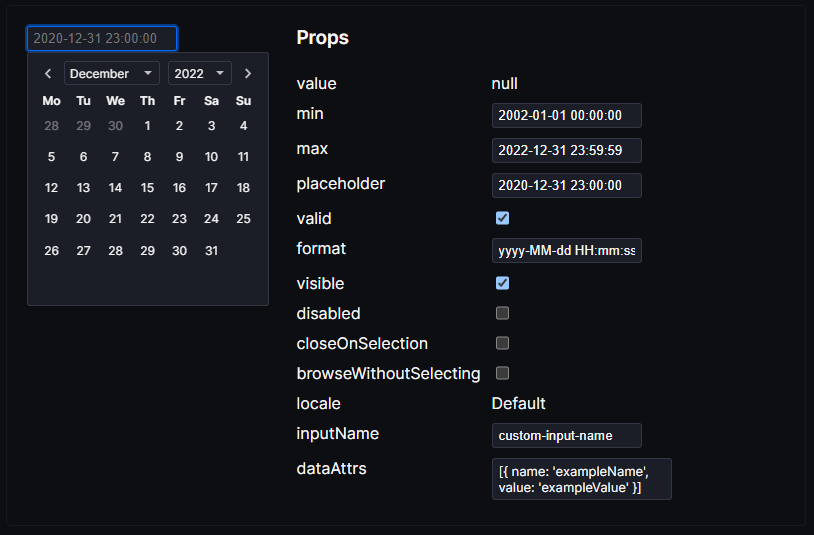 2020-12-31 23:00:00
December 2022
Mo Tu We Th Fr Sa Su
28 29 30 1 2 3 4
5 6 7 8 9 10 11
12 13 14 15 16 17 18
19 20 21 22 23 24 25
26 27 28 29 30 31
Props
value null
min 2002-01-01 00:00:00
max 2022-12-31 23:59:59
placeholder 2020-12-31 23:00:00
valid
format yyyy-MM-dd HH:mm:ss
visible
disabled
closeOnSelection
browseWithoutSelecting
locale Default
inputName custom-input-name
dataAttrs [{ name: 'exampleName',
value: 'exampleValue' }]